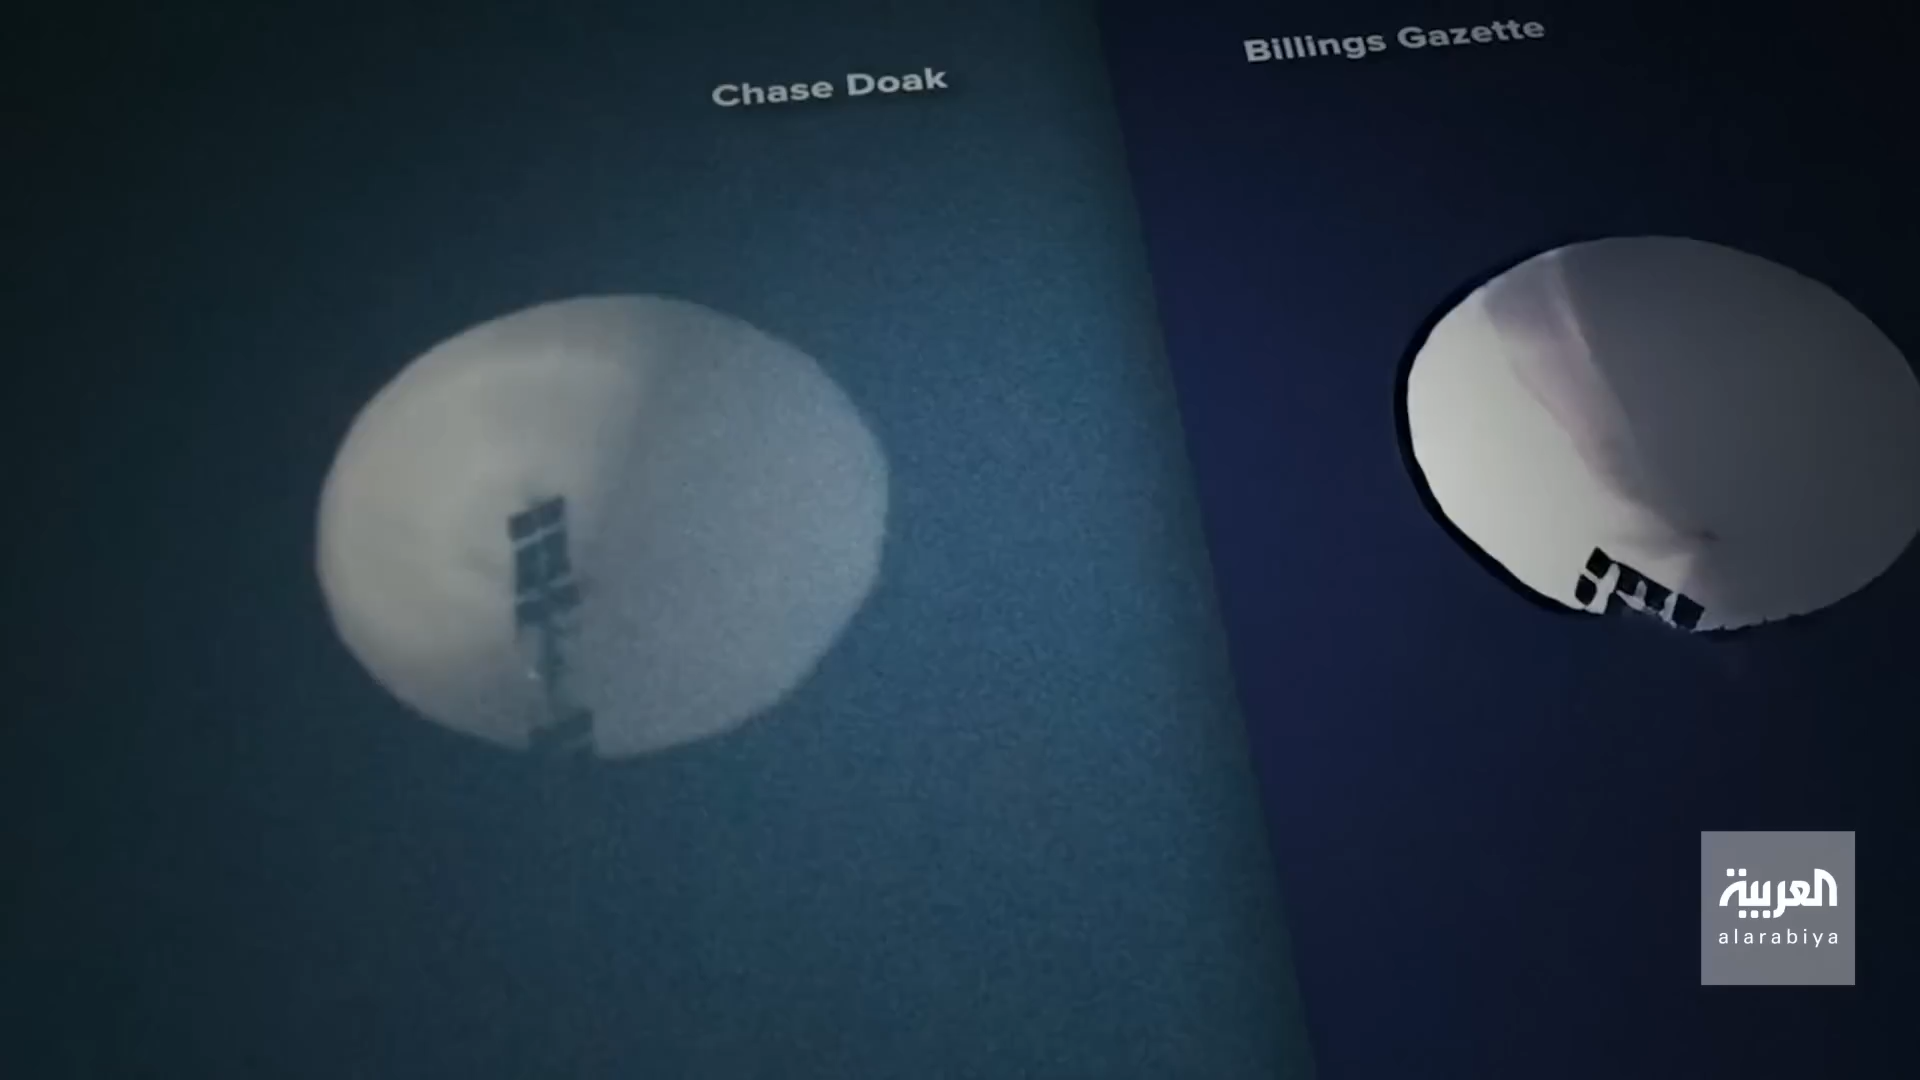 Chase Doak
Billings Gazette
العربية
alarabiya